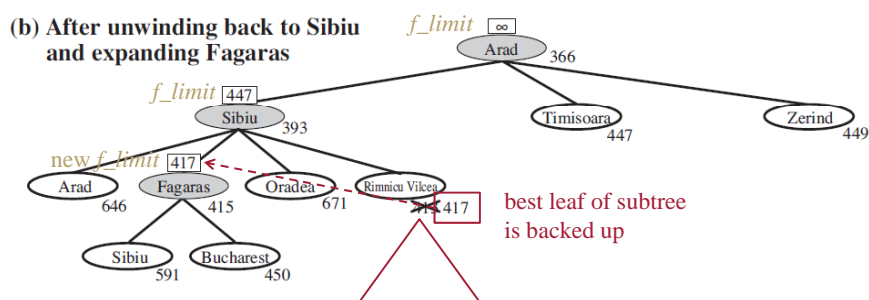 (b) After unwinding back to Sibiu
and expanding Fagaras
f_limit ∞
Arad 366
f_limit 447
Sibiu 393
Timisoara 447
Zerind 449
new f_limit 417
Arad 646
Fagaras 415
Oradea 671
Rimnicu Vilcea
413 417
best leaf of subtree
is backed up
Sibiu 591
Bucharest 450